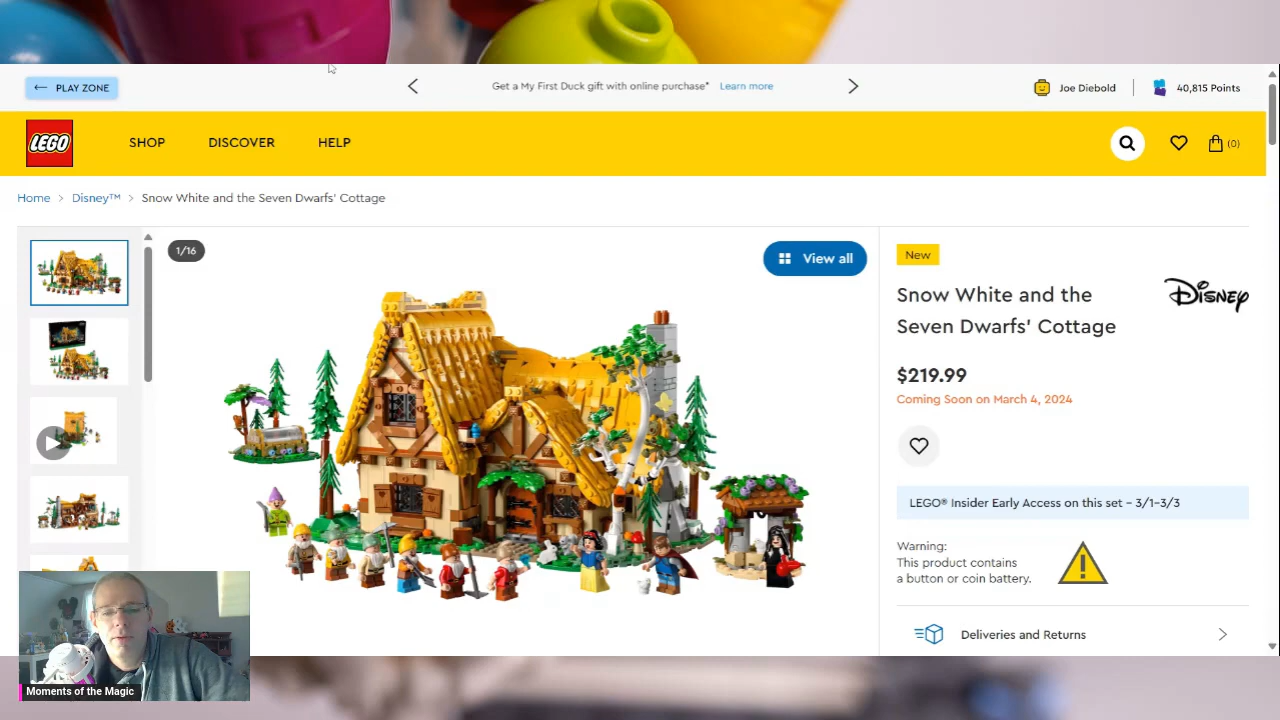 PLAY ZONE
Get a My First Duck gift with online purchase* Learn more
Joe Diebold
40,815 Points
LEGO
SHOP
DISCOVER
HELP
(0)
Home > Disney™ > Snow White and the Seven Dwarfs' Cottage
1/16
View all
New
Snow White and the
Seven Dwarfs' Cottage
Disney
$219.99
Coming Soon on March 4, 2024
LEGO® Insider Early Access on this set – 3/1-3/3
Warning:
This product contains
a button or coin battery.
Deliveries and Returns
Moments of the Magic